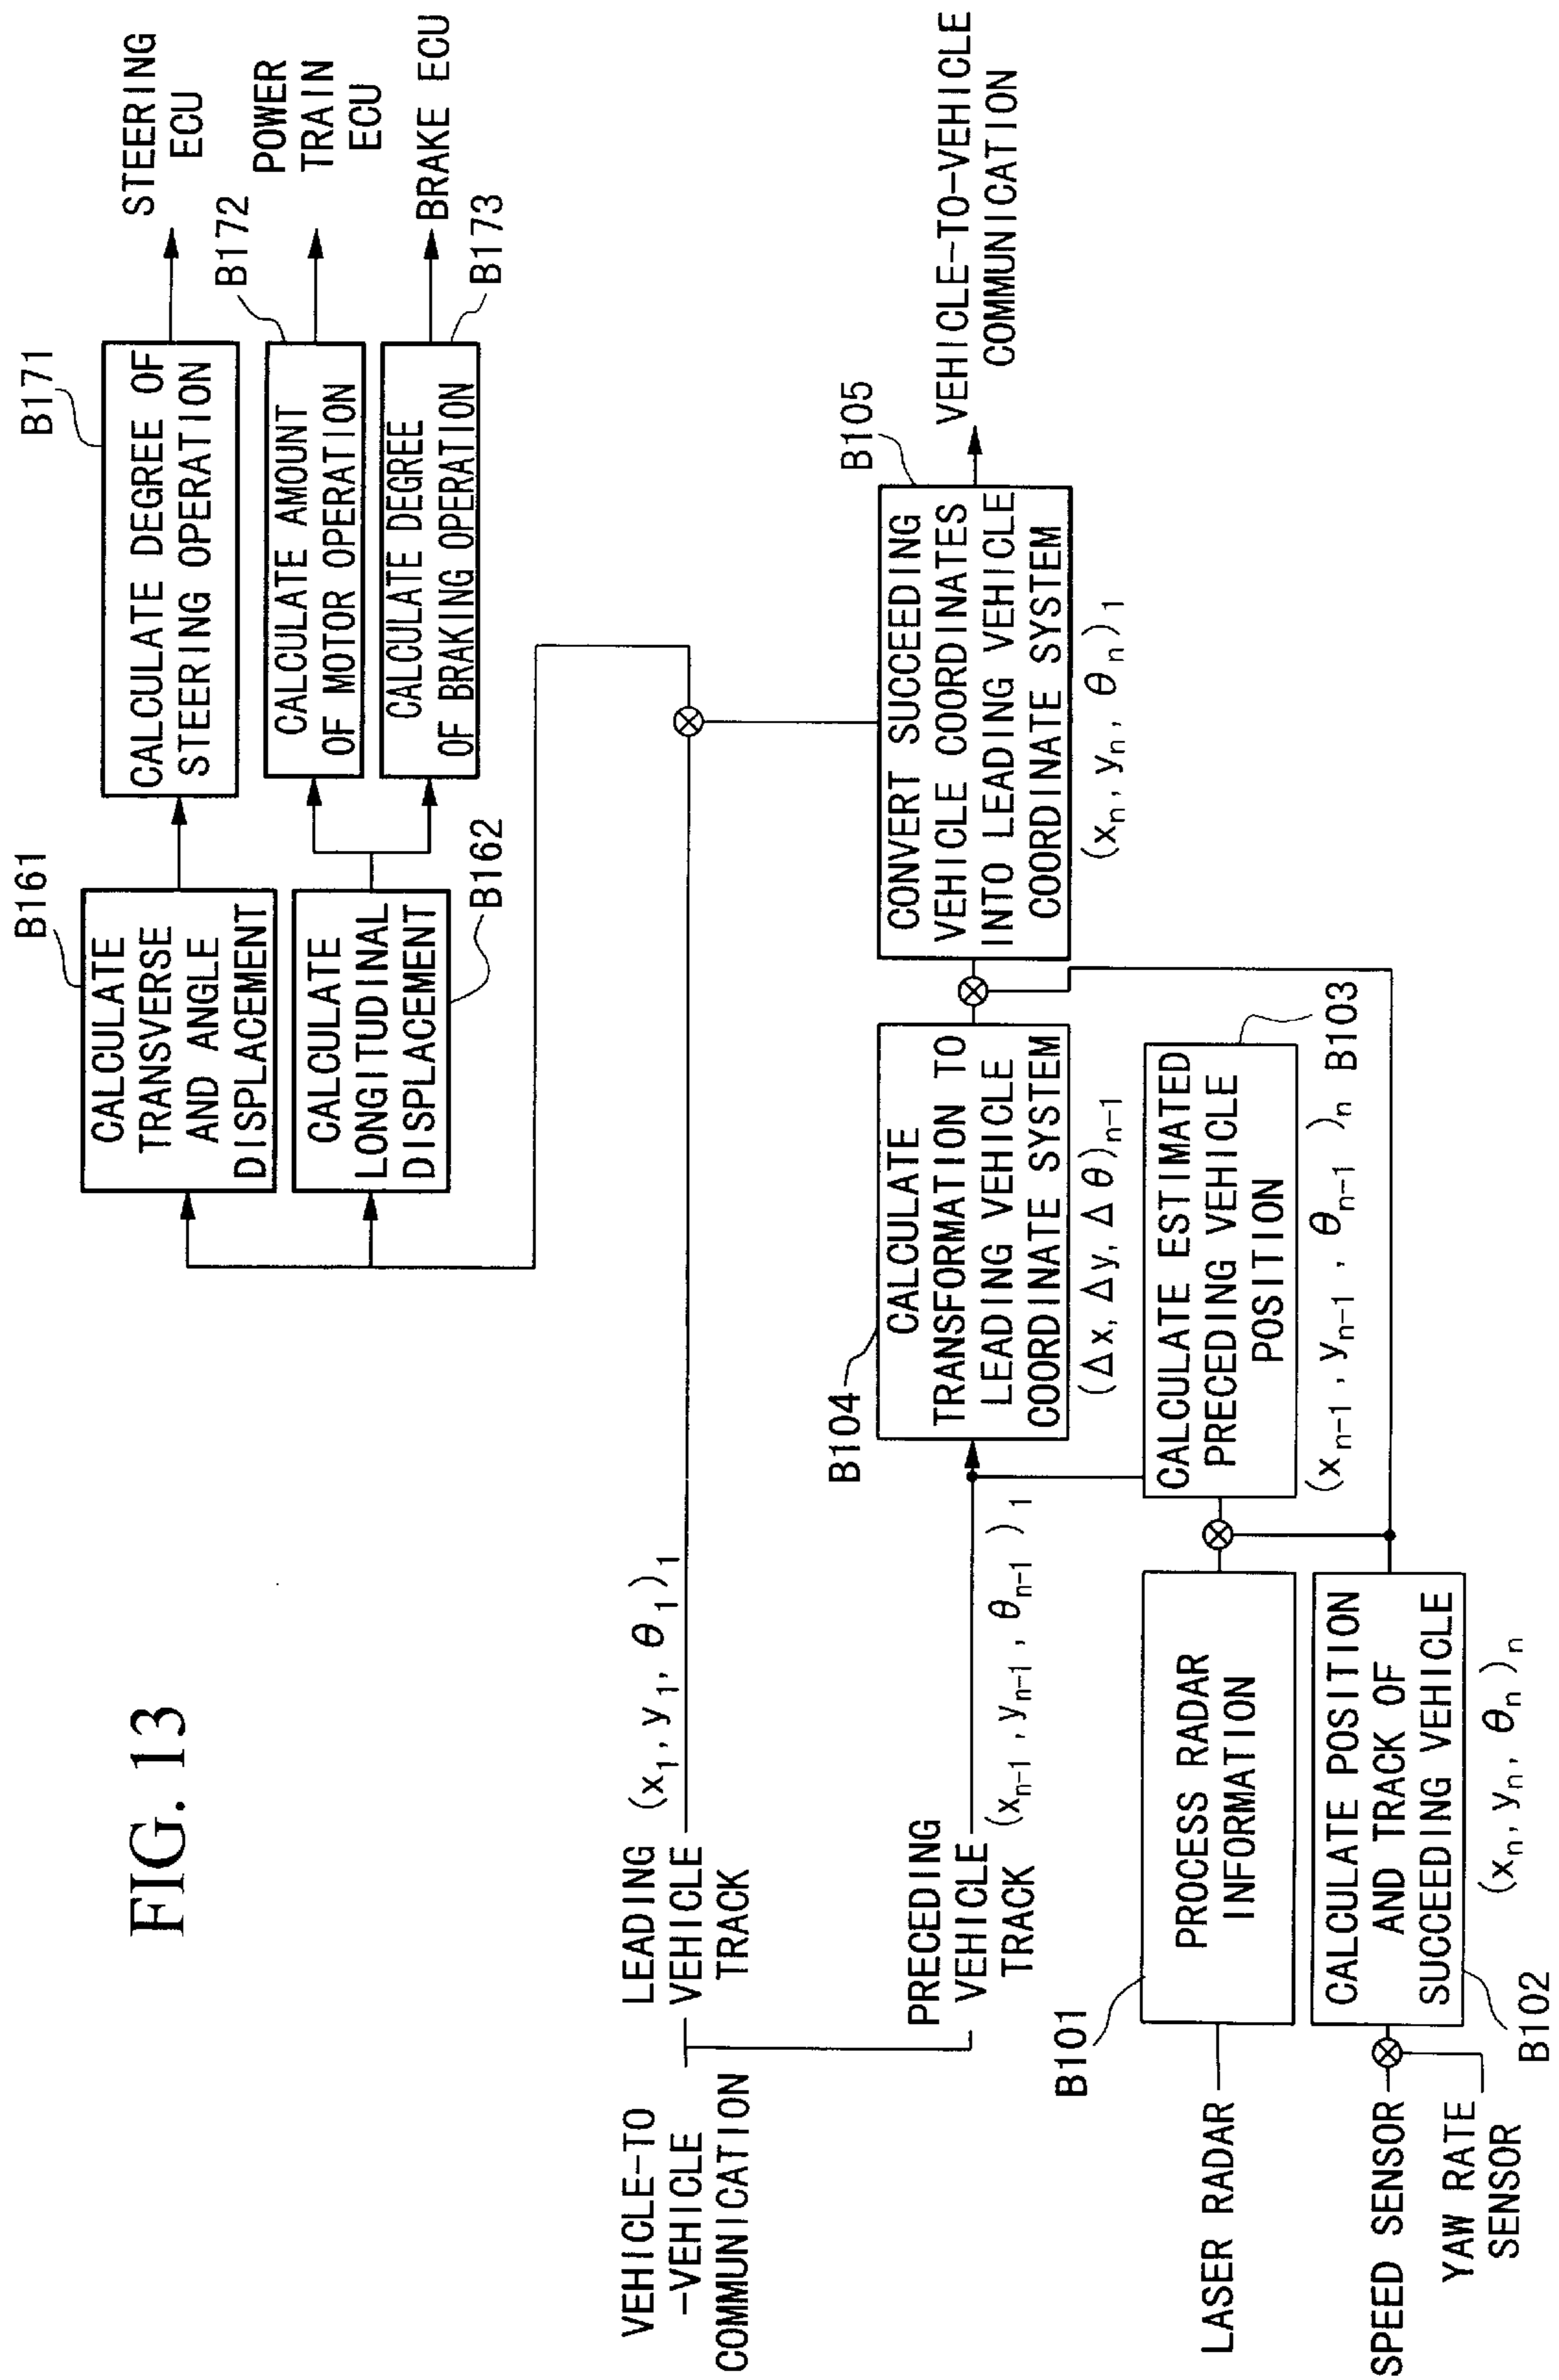 FIG. 13
VEHICLE-TO
-VEHICLE
COMMUNICATION
LEADING
VEHICLE
TRACK
(x1, y1, θ1)1
PRECEDING
VEHICLE
TRACK
(xn-1, yn-1, θn-1)1
LASER RADAR
B101
PROCESS RADAR
INFORMATION
SPEED SENSOR
YAW RATE
SENSOR
B102
CALCULATE POSITION
AND TRACK OF
SUCCEEDING VEHICLE
(xn, yn, θn)n
B103
CALCULATE ESTIMATED
PRECEDING VEHICLE
POSITION
(xn-1, yn-1, θn-1)n
B104
CALCULATE
TRANSFORMATION TO
LEADING VEHICLE
COORDINATE SYSTEM
(Δx, Δy, Δθ)n-1
B105
CONVERT SUCCEEDING
VEHICLE COORDINATES
INTO LEADING VEHICLE
COORDINATE SYSTEM
(xn, yn, θn)1
VEHICLE-TO-VEHICLE
COMMUNICATION
B161
CALCULATE
TRANSVERSE
AND ANGLE
DISPLACEMENT
B162
CALCULATE
LONGITUDINAL
DISPLACEMENT
B171
CALCULATE DEGREE OF
STEERING OPERATION
STEERING
ECU
B172
CALCULATE AMOUNT
OF MOTOR OPERATION
POWER
TRAIN
ECU
B173
CALCULATE DEGREE
OF BRAKING OPERATION
BRAKE ECU